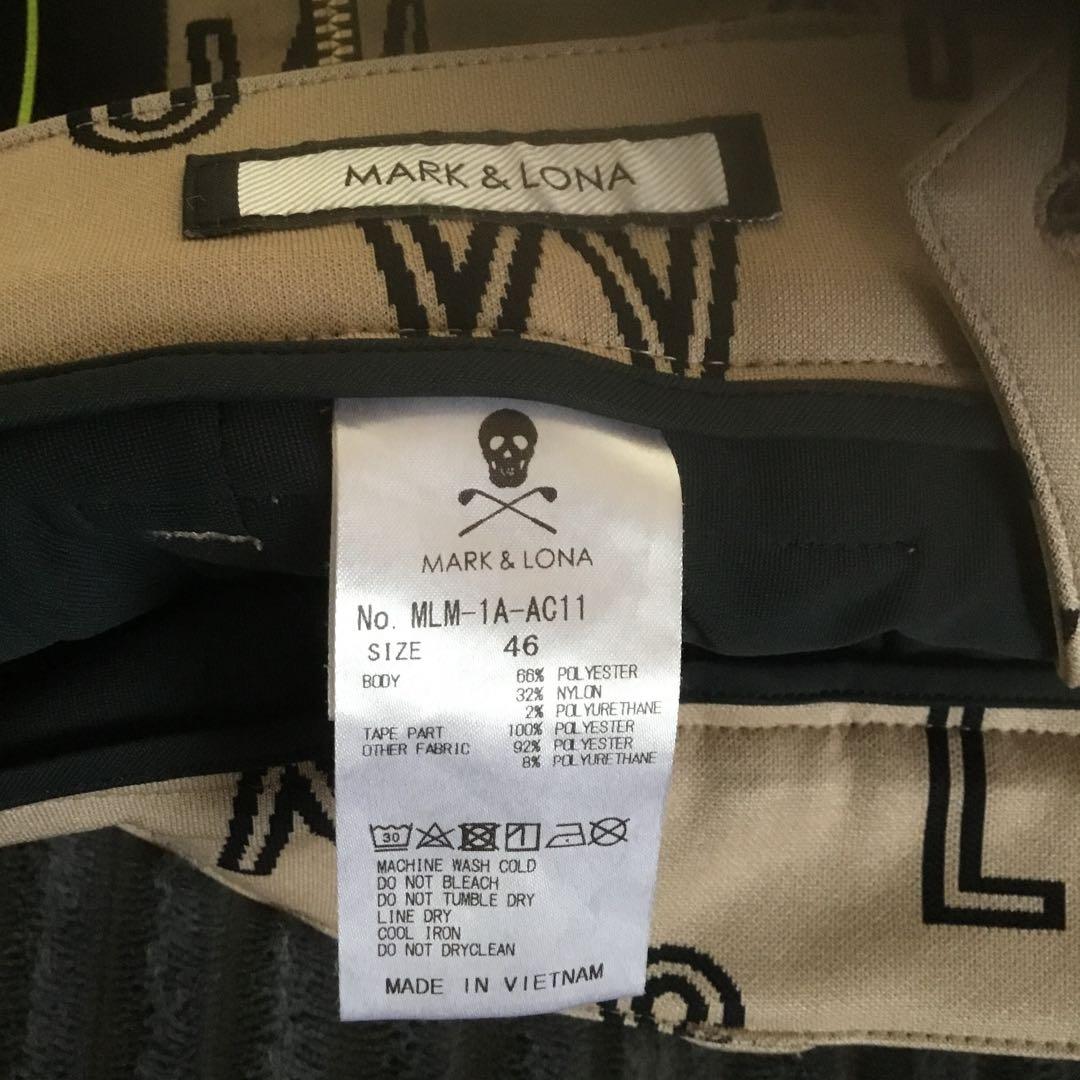 MARK & LONA
MARK & LONA
No. MLM-1A-AC11
SIZE 46
BODY 66% POLYESTER
32% NYLON
2% POLYURETHANE
TAPE PART 100% POLYESTER
OTHER FABRIC 92% POLYESTER
8% POLYURETHANE
30
MACHINE WASH COLD
DO NOT BLEACH
DO NOT TUMBLE DRY
LINE DRY
COOL IRON
DO NOT DRYCLEAN
MADE IN VIETNAM
L